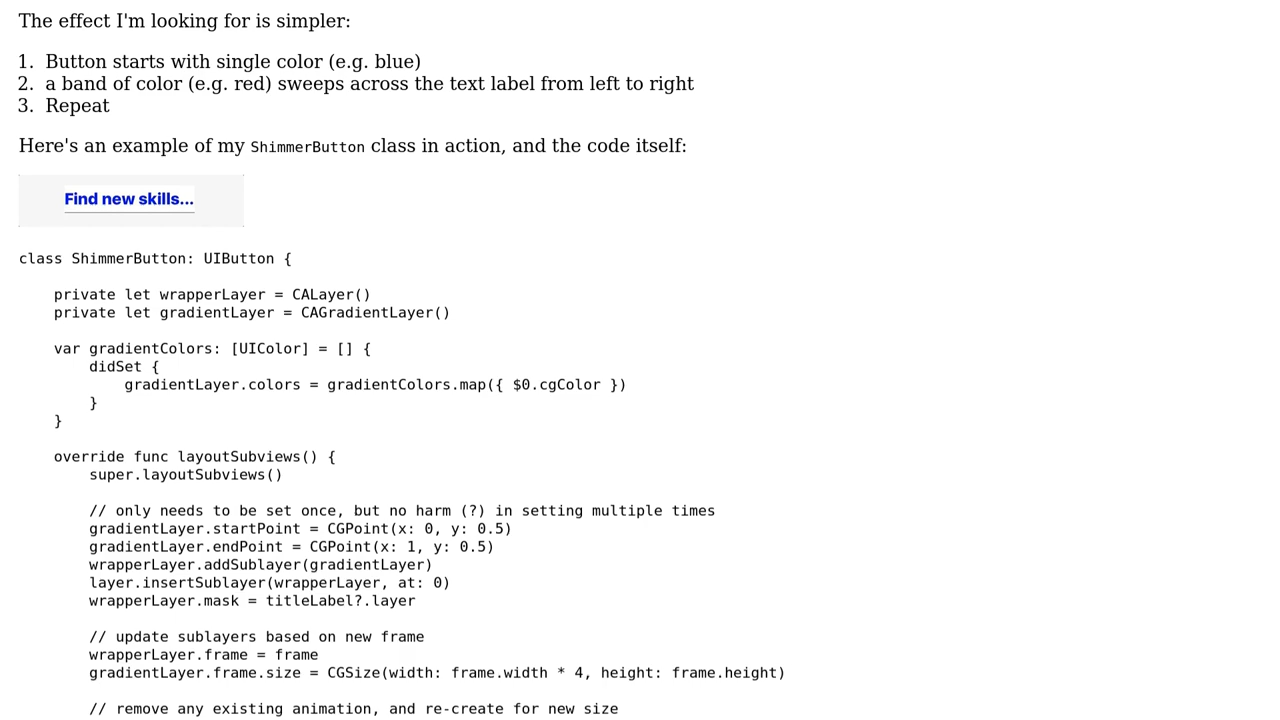 The effect I'm looking for is simpler:
1. Button starts with single color (e.g. blue)
2. a band of color (e.g. red) sweeps across the text label from left to right
3. Repeat
Here's an example of my ShimmerButton class in action, and the code itself:
Find new skills...
class ShimmerButton: UIButton {
    private let wrapperLayer = CALayer()
    private let gradientLayer = CAGradientLayer()
    var gradientColors: [UIColor] = [] {
        didSet {
            gradientLayer.colors = gradientColors.map({ $0.cgColor })
        }
    }
    override func layoutSubviews() {
        super.layoutSubviews()
        // only needs to be set once, but no harm (?) in setting multiple times
        gradientLayer.startPoint = CGPoint(x: 0, y: 0.5)
        gradientLayer.endPoint = CGPoint(x: 1, y: 0.5)
        wrapperLayer.addSublayer(gradientLayer)
        layer.insertSublayer(wrapperLayer, at: 0)
        wrapperLayer.mask = titleLabel?.layer
        // update sublayers based on new frame
        wrapperLayer.frame = frame
        gradientLayer.frame.size = CGSize(width: frame.width * 4, height: frame.height)
        // remove any existing animation, and re-create for new size